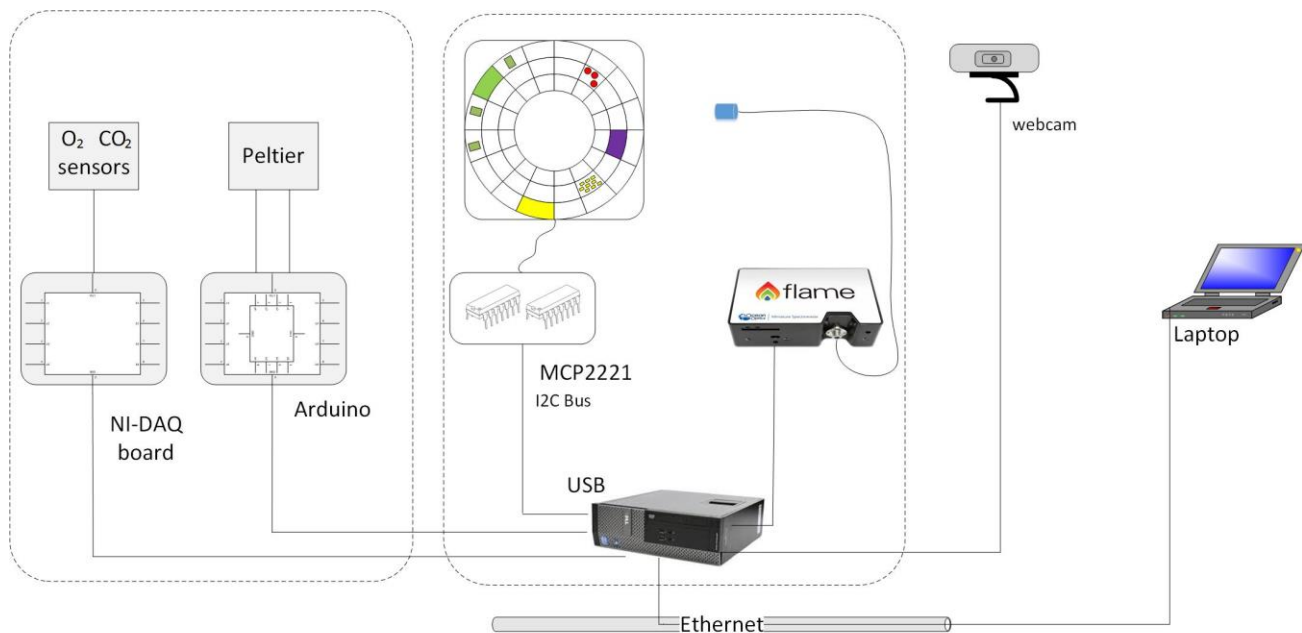 O₂ CO₂
sensors
Peltier
webcam
flame
Laptop
MCP2221
I2C Bus
Arduino
NI-DAQ
board
USB
Ethernet